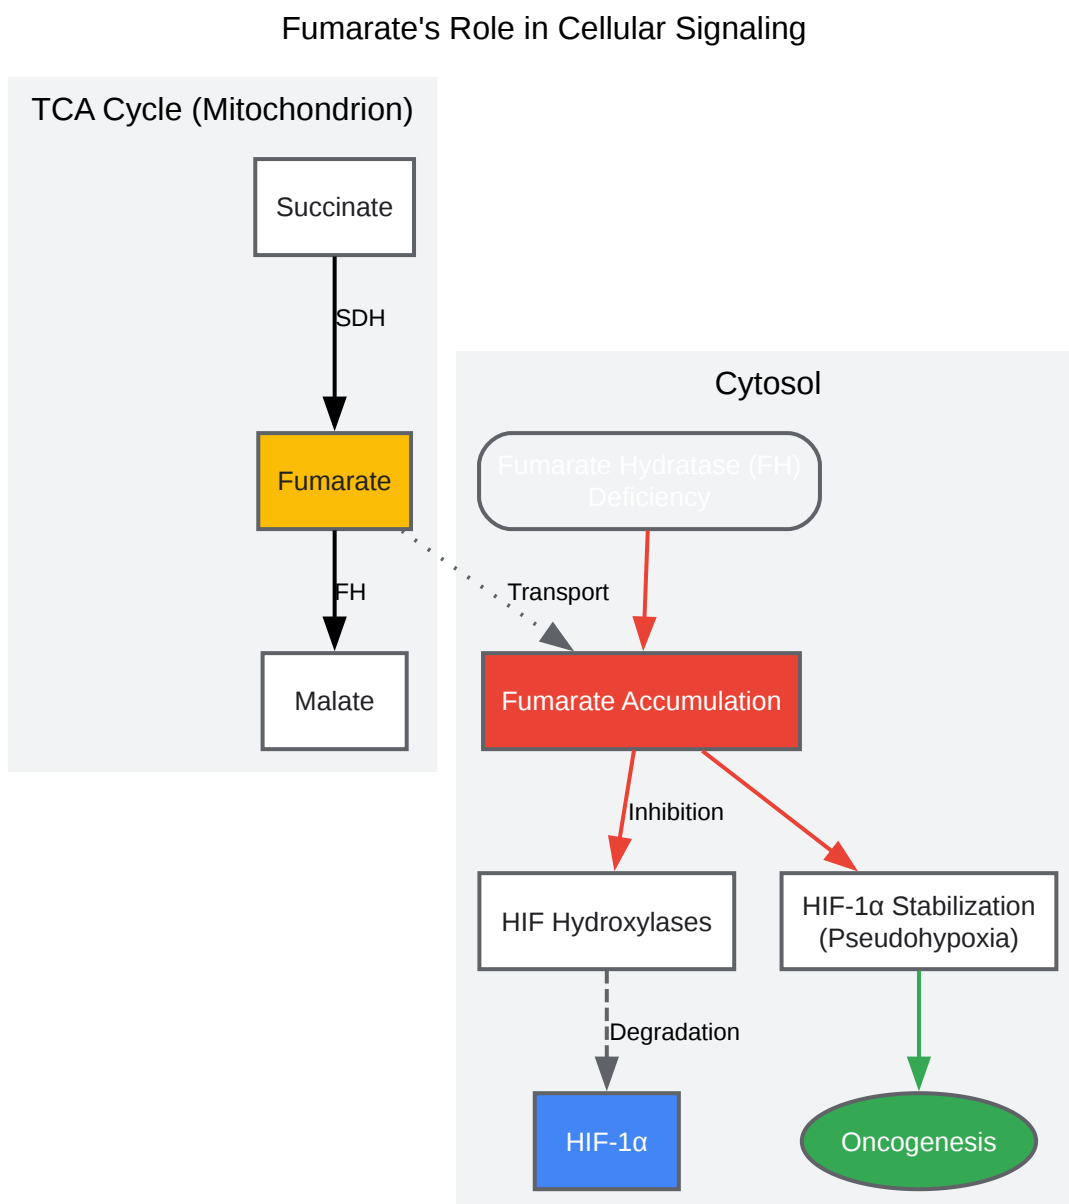 Fumarate's Role in Cellular Signaling
TCA Cycle (Mitochondrion)
Succinate
SDH
Cytosol
Fumarate
Fumarate Hydratase (FH)
Deficiency
FH
Transport
Malate
Fumarate Accumulation
Inhibition
HIF Hydroxylases
HIF-1α Stabilization
(Pseudohypoxia)
Degradation
HIF-1α
Oncogenesis